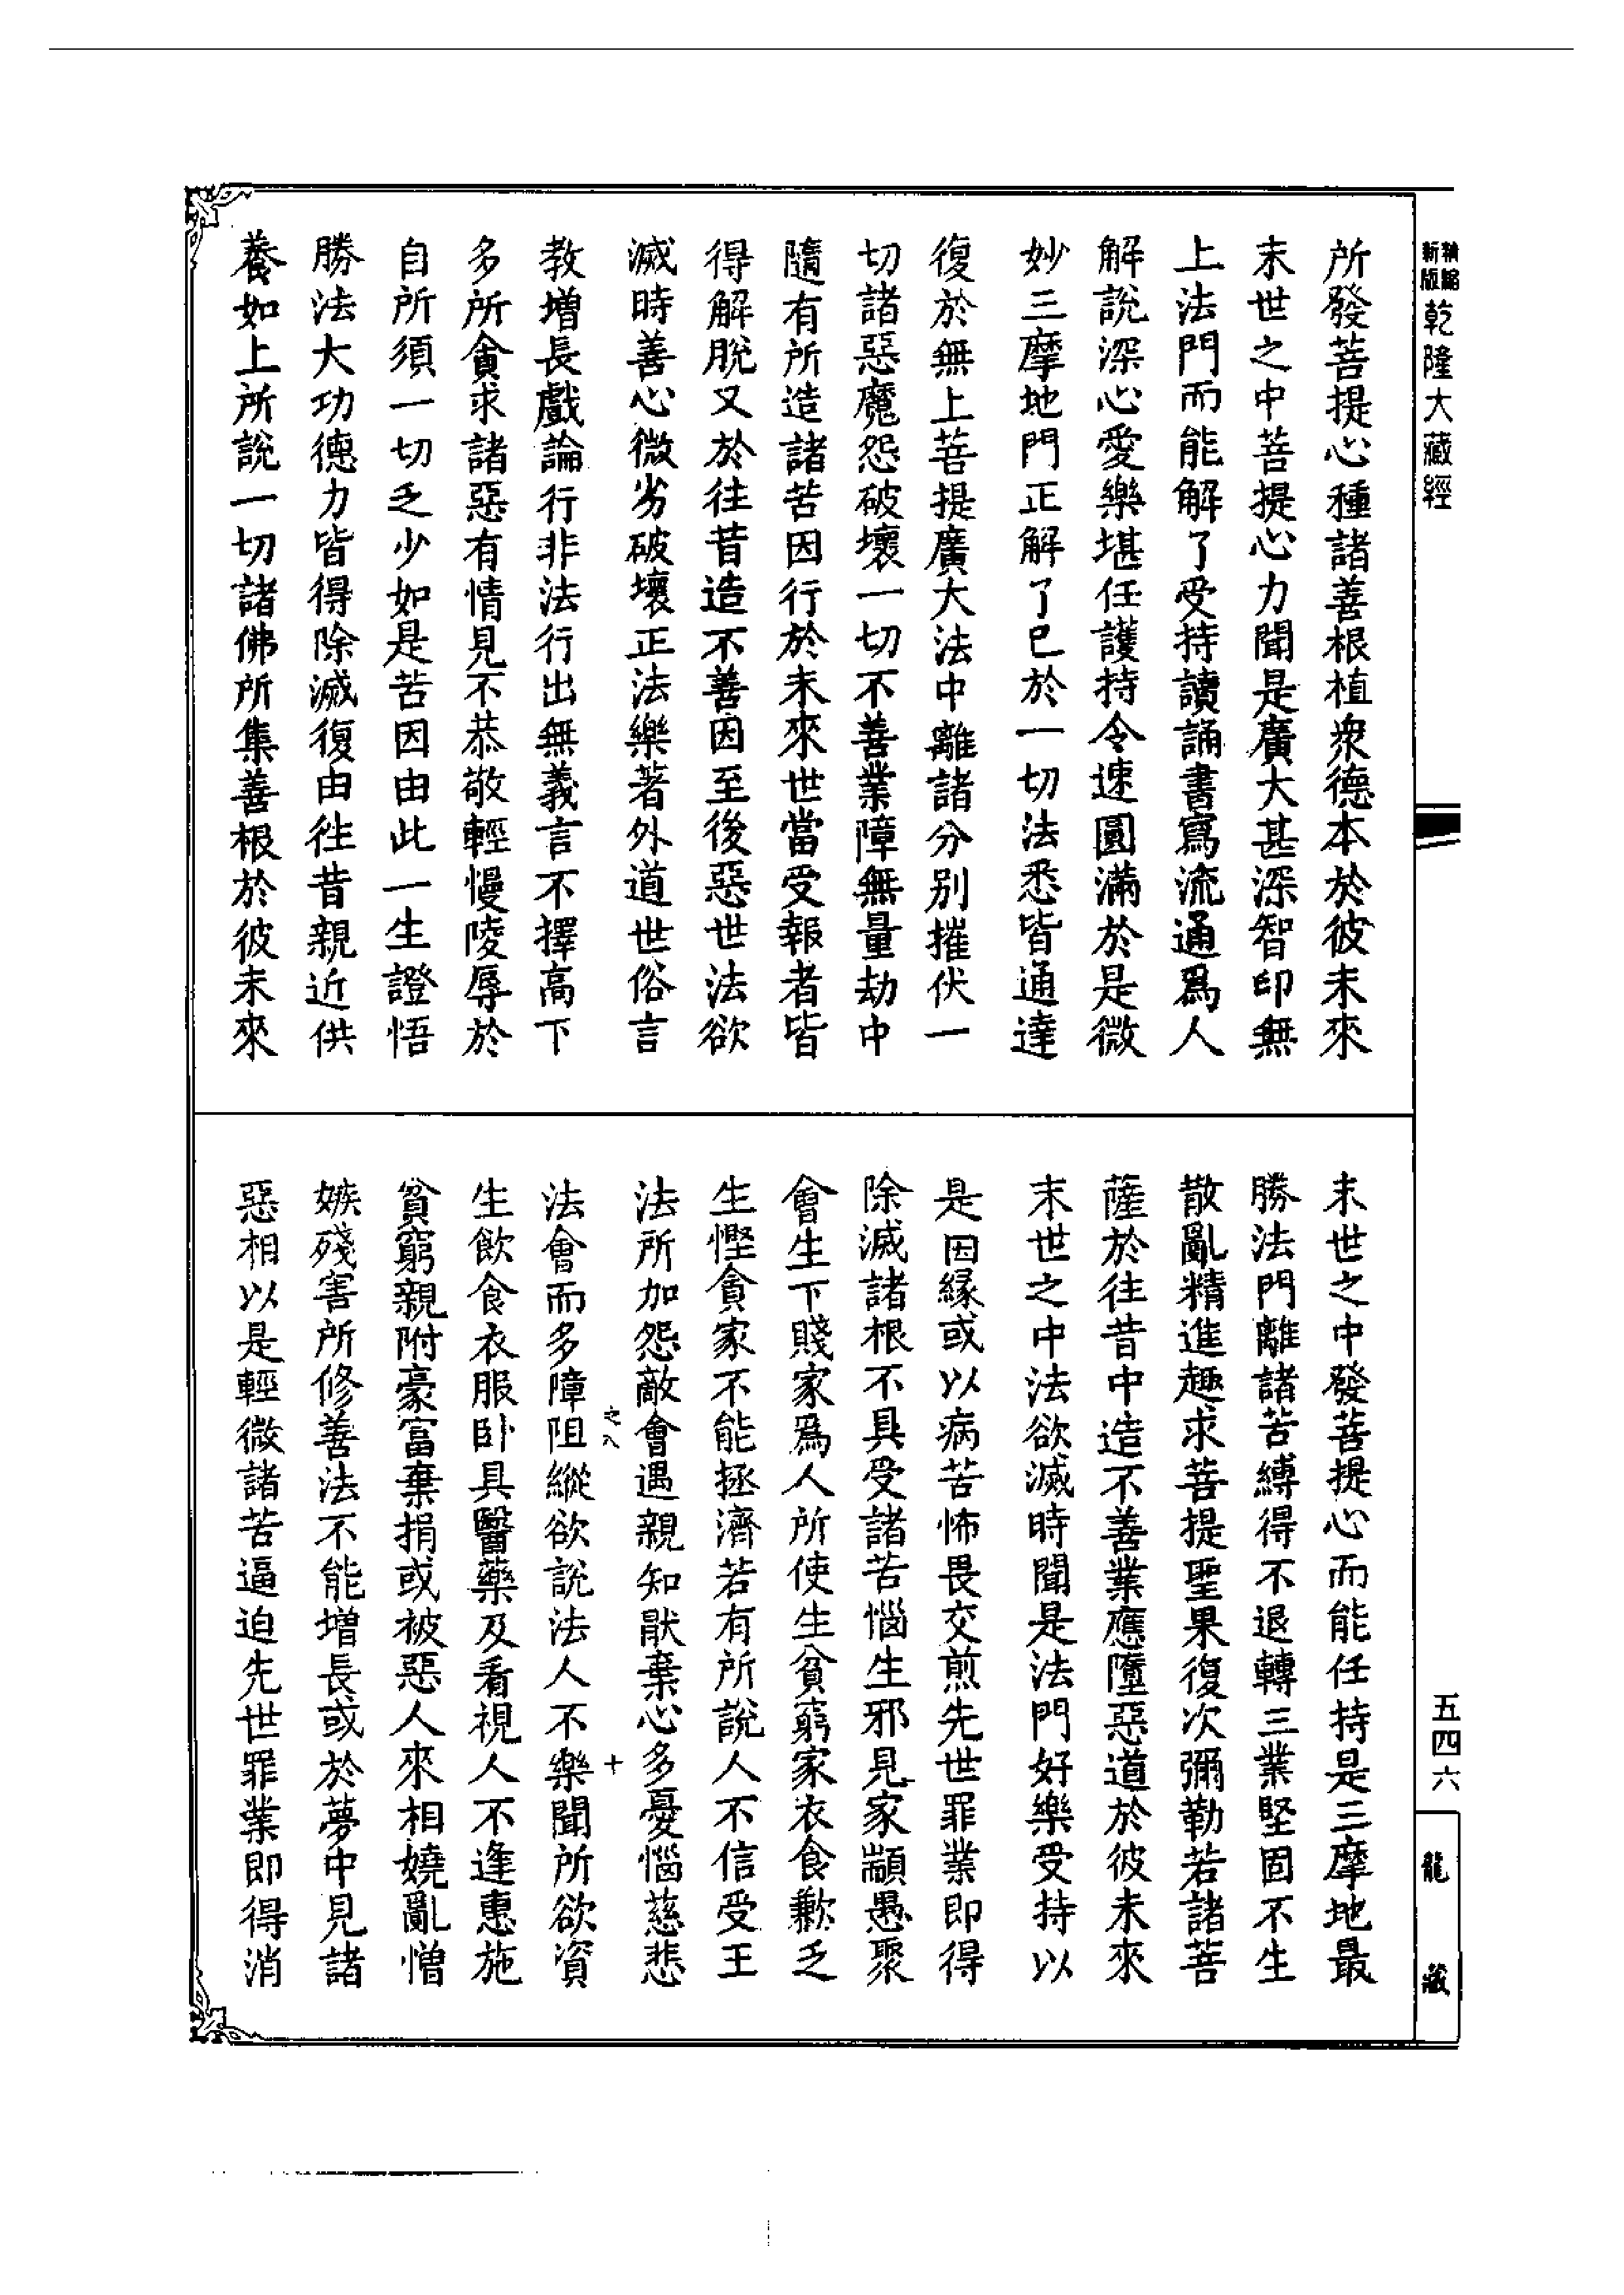 新編縮版乾隆大藏經
所發菩提心種諸善根植衆德本於彼末來
末世之中菩提心力聞是廣大甚深智印無
上法門而能解了受持讀誦書寫流通爲人
解說深心愛樂堪任護持令速圓滿於是微
妙三摩地門正解了已於一切法悉皆通達
復於無上菩提廣大法中離諸分別摧伏一
切諸惡魔怨破壞一切不善業障無量劫中
隨有所造諸苦因行於未來世當受報者皆
得解脫又於往昔造不善因至後惡世法欲
滅時善心微劣破壞正法樂著外道世俗言
教增長戲論行非法行出無義言不擇高下
多所貪求諸惡有情見不恭敬輕慢陵辱於
自所須一切乏少如是苦因由此一生證悟
勝法大功德力皆得除滅復由往昔親近供
養如上所說一切諸佛所集善根於彼未來
末世之中發菩提心而能任持是三摩地最
勝法門離諸苦縛得不退轉三業堅固不生
散亂精進趣求菩提聖果復次彌勒若諸菩
薩於往昔中造不善業應墮惡道於彼未來
末世之中法欲滅時聞是法門好樂受持以
是因緣或以病苦怖畏交煎先世罪業即得
除滅諸根不具受諸苦惱生邪見家顓愚聚
會生下賤家爲人所使生貧窮家衣食歉乏
生慳貪家不能拯濟若有所說人不信受王
法所加怨敵會遇親知猒棄心多憂惱慈悲
之八
十
法會而多障阻縱欲說法人不樂聞所欲資
生飲食衣服卧具醫藥及看視人不逢惠施
貧窮親附豪富棄捐或被惡人來相嬈亂憎
嫉殘害所修善法不能增長或於夢中見諸
惡相以是輕微諸苦逼迫先世罪業即得消
五四六
龍藏